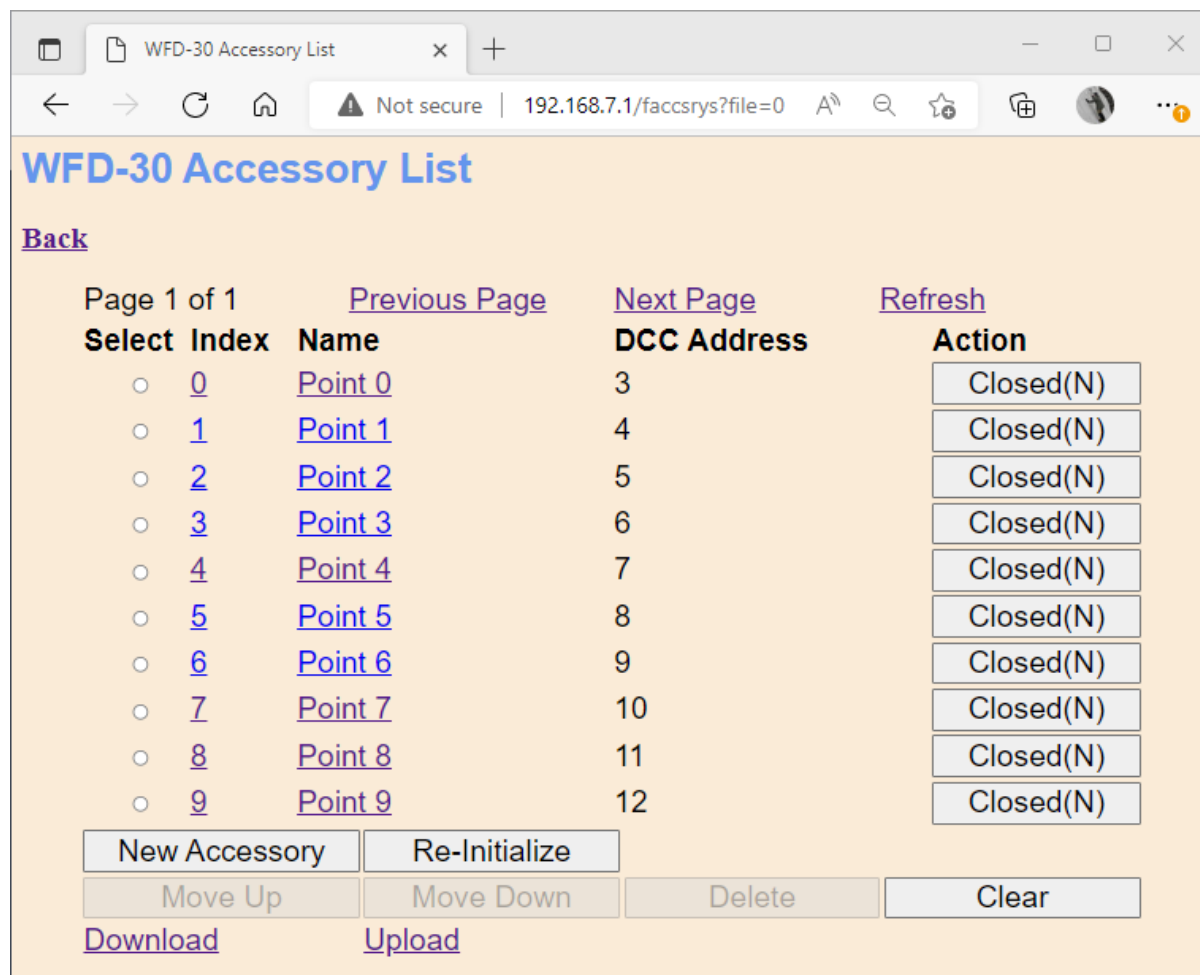 WFD-30 Accessory List
Not secure 192.168.7.1/faccsrys?file=0
WFD-30 Accessory List
Back
Page 1 of 1 Previous Page Next Page Refresh
Select Index Name DCC Address Action
0 Point 0 3 Closed(N)
1 Point 1 4 Closed(N)
2 Point 2 5 Closed(N)
3 Point 3 6 Closed(N)
4 Point 4 7 Closed(N)
5 Point 5 8 Closed(N)
6 Point 6 9 Closed(N)
7 Point 7 10 Closed(N)
8 Point 8 11 Closed(N)
9 Point 9 12 Closed(N)
New Accessory Re-Initialize
Move Up Move Down Delete Clear
Download Upload